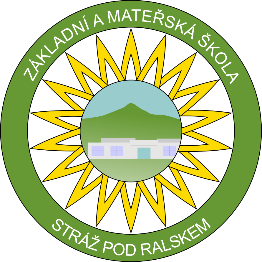 ZÁKLADNÍ A MATEŘSKÁ ŠKOLA
STRÁŽ POD RALSKEM